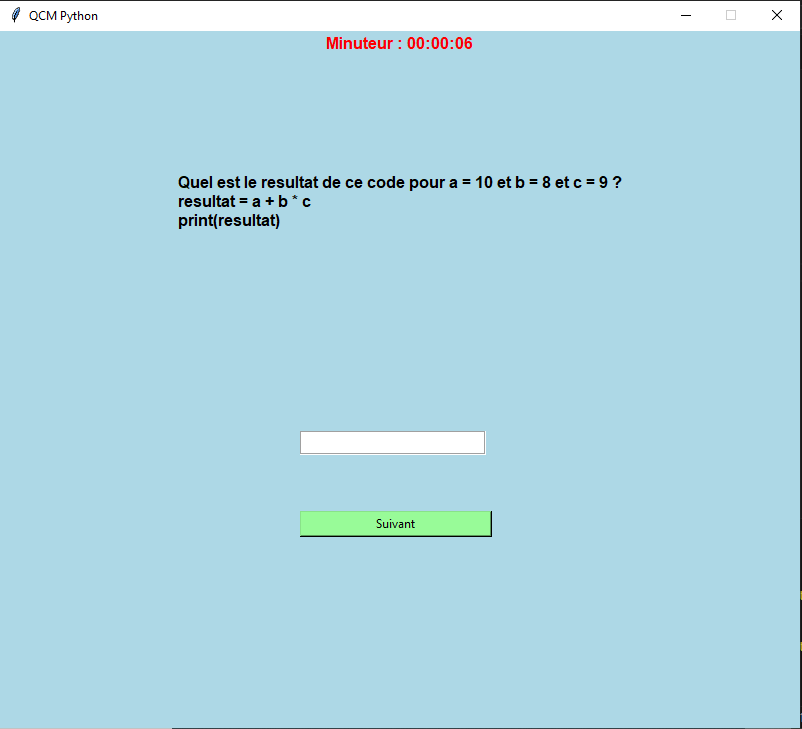 QCM Python
Minuteur : 00:00:06
Quel est le resultat de ce code pour a = 10 et b = 8 et c = 9 ?
resultat = a + b * c
print(resultat)
Suivant